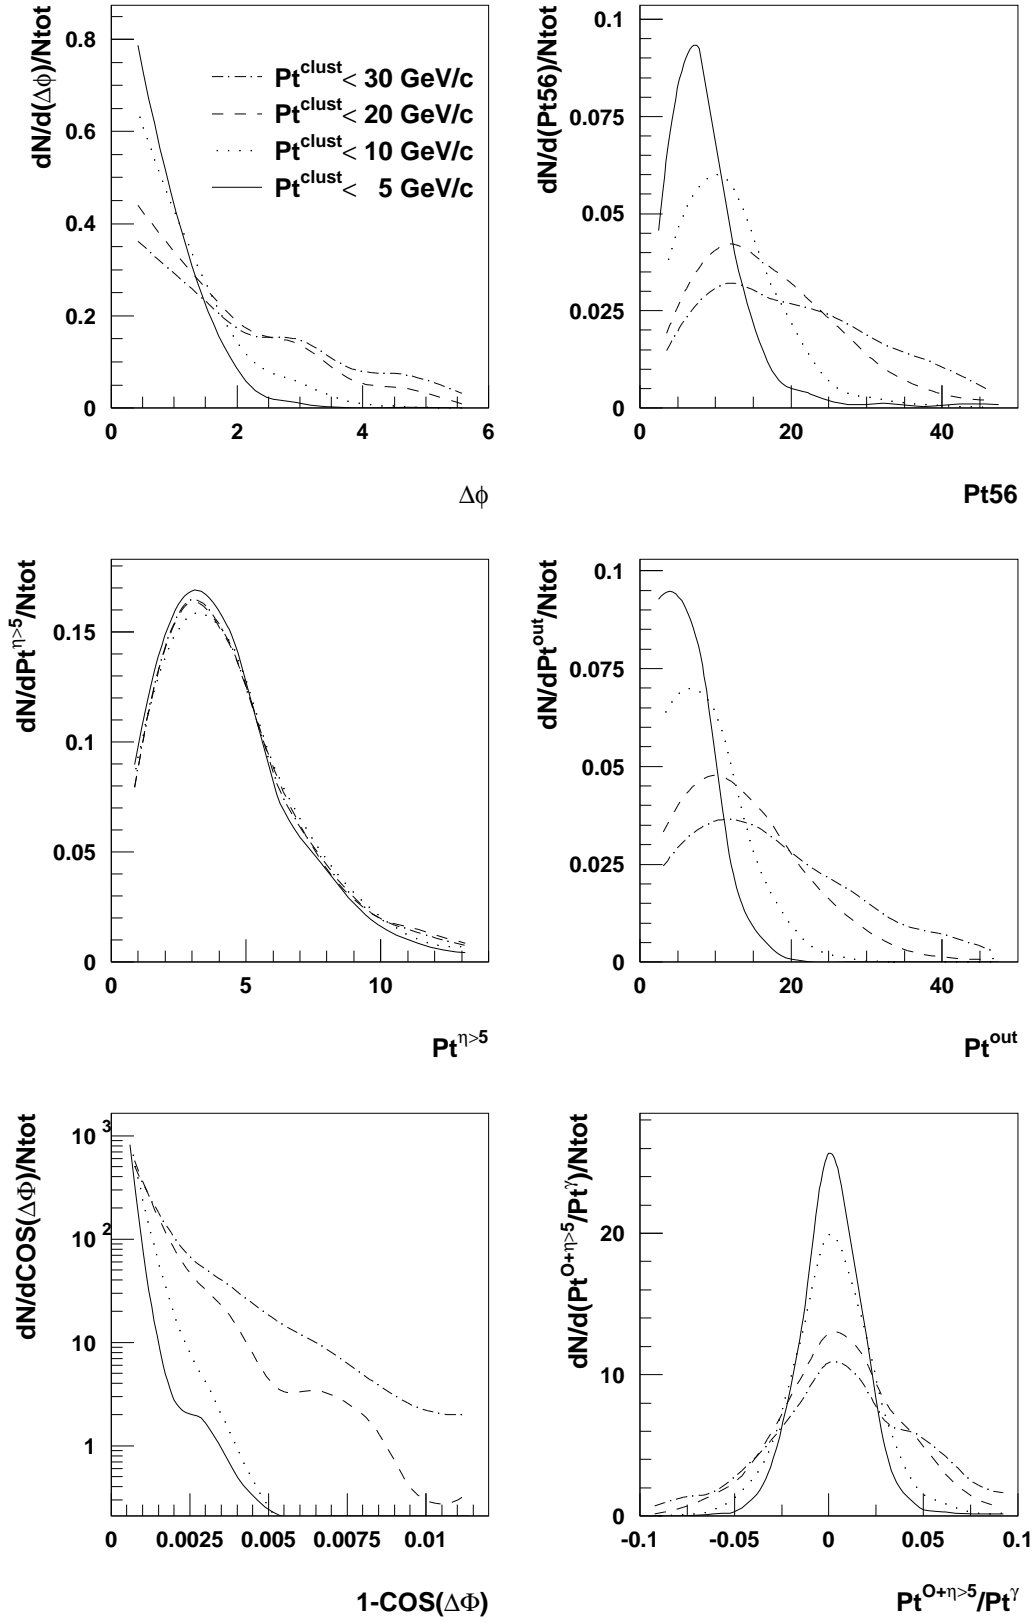 dN/d(Δϕ)/Ntot
0.8
0.6
0.4
0.2
0
0 2 4 6
Δϕ
Pt^clust < 30 GeV/c
Pt^clust < 20 GeV/c
Pt^clust < 10 GeV/c
Pt^clust < 5 GeV/c
dN/d(Pt56)/Ntot
0.1
0.075
0.05
0.025
0
0 20 40
Pt56
dN/dPt^η>5/Ntot
0.15
0.1
0.05
0
0 5 10
Pt^η>5
dN/dPt^out/Ntot
0.1
0.075
0.05
0.025
0
0 20 40
Pt^out
dN/dCOS(ΔΦ)/Ntot
10^3
10^2
10
1
0 0.0025 0.005 0.0075 0.01
1-COS(ΔΦ)
dN/d(Pt^O+η>5/Pt^γ)/Ntot
20
10
0
-0.1 -0.05 0 0.05 0.1
Pt^O+η>5/Pt^γ